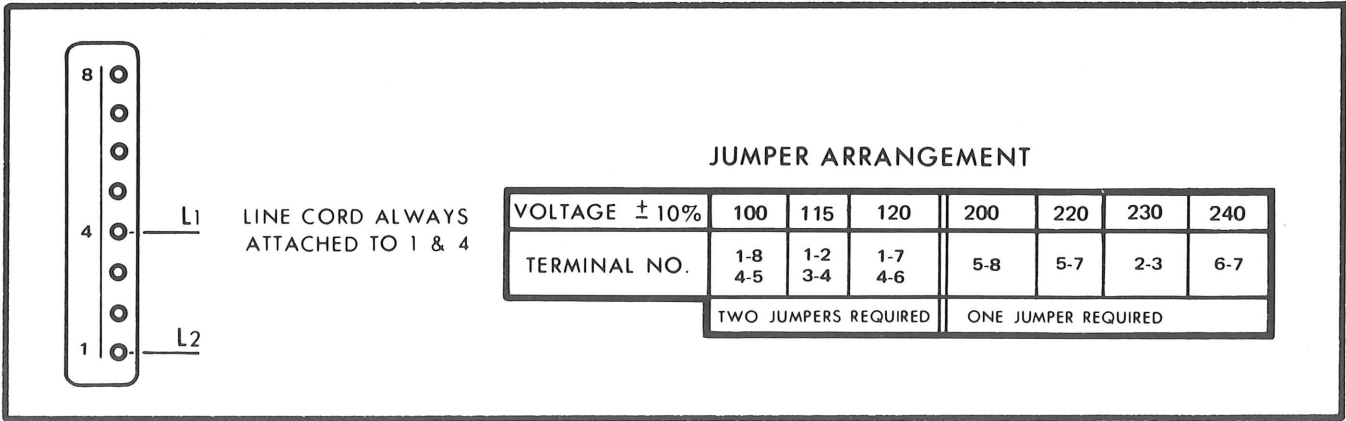 8
4 L1
1 L2
LINE CORD ALWAYS
ATTACHED TO 1 & 4
JUMPER ARRANGEMENT
VOLTAGE ± 10% 100 115 120 200 220 230 240
TERMINAL NO. 1-8 1-2 1-7 5-8 5-7 2-3 6-7
4-5 3-4 4-6
TWO JUMPERS REQUIRED ONE JUMPER REQUIRED